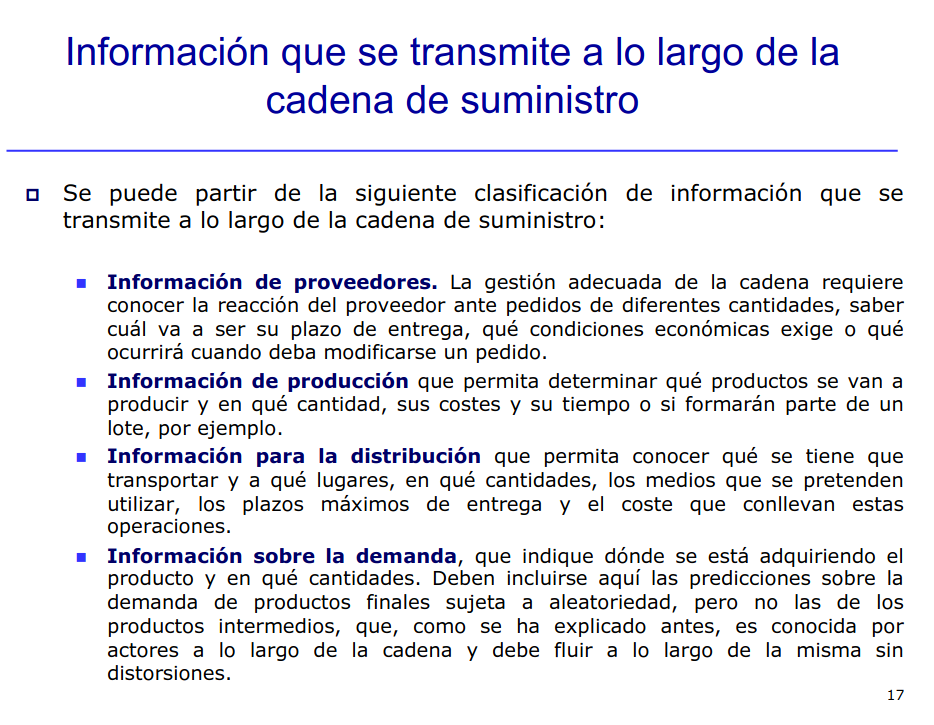 Información que se transmite a lo largo de la
cadena de suministro
Se puede partir de la siguiente clasificación de información que se
transmite a lo largo de la cadena de suministro:
Información de proveedores. La gestión adecuada de la cadena requiere
conocer la reacción del proveedor ante pedidos de diferentes cantidades, saber
cuál va a ser su plazo de entrega, qué condiciones económicas exige o qué
ocurrirá cuando deba modificarse un pedido.
Información de producción que permita determinar qué productos se van a
producir y en qué cantidad, sus costes y su tiempo o si formarán parte de un
lote, por ejemplo.
Información para la distribución que permita conocer qué se tiene que
transportar y a qué lugares, en qué cantidades, los medios que se pretenden
utilizar, los plazos máximos de entrega y el coste que conllevan estas
operaciones.
Información sobre la demanda, que indique dónde se está adquiriendo el
producto y en qué cantidades. Deben incluirse aquí las predicciones sobre la
demanda de productos finales sujeta a aleatoriedad, pero no las de los
productos intermedios, que, como se ha explicado antes, es conocida por
actores a lo largo de la cadena y debe fluir a lo largo de la misma sin
distorsiones.
17